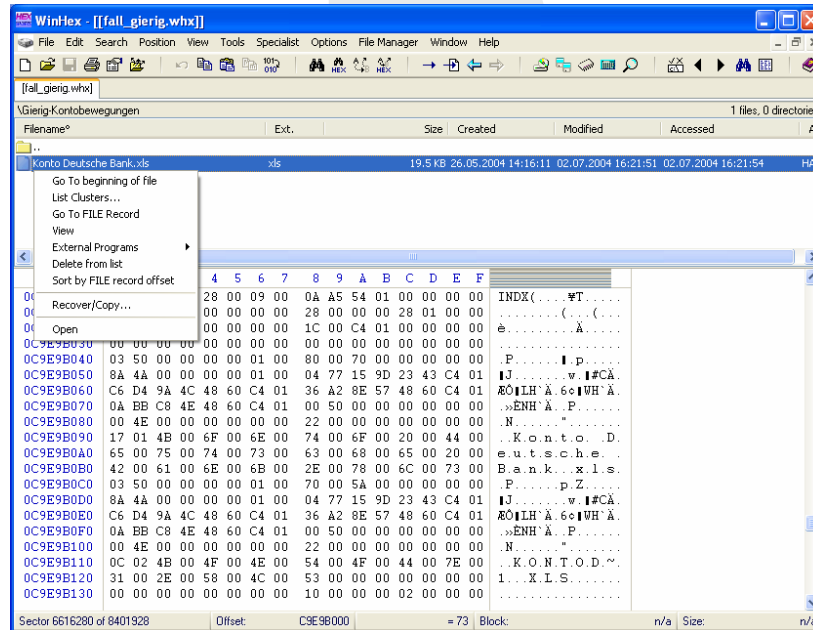 WinHex - [[fall_gierig.whx]]
File Edit Search Position View Tools Specialist Options File Manager Window Help
[fall_gierig.whx]
\Gierig-Kontobewegungen 1 files, 0 directorie
Filename° Ext. Size Created Modified Accessed
..
Konto Deutsche Bank.xls xls 19.5 KB 26.05.2004 14:16:11 02.07.2004 16:21:51 02.07.2004 16:21:54 HA
Go To beginning of file
List Clusters...
Go To FILE Record
View
External Programs
Delete from list
Sort by FILE record offset
Recover/Copy...
Open
4 5 6 7 8 9 A B C D E F
28 00 09 00 0A A5 54 01 00 00 00 00 INDX(....¥T.....
00 00 00 00 28 00 00 00 28 01 00 00 ........(...(...
00 00 00 00 1C 00 C4 01 00 00 00 00 è.........Ä.....
0C9E9B030 00 00 00 00 00 00 00 00 00 00 00 00 00 00 00 00 ................
0C9E9B040 03 50 00 00 00 00 01 00 80 00 70 00 00 00 00 00 .P......▮.p.....
0C9E9B050 8A 4A 00 00 00 00 01 00 04 77 15 9D 23 43 C4 01 ▮J.......w.▮#CÄ.
0C9E9B060 C6 D4 9A 4C 48 60 C4 01 36 A2 8E 57 48 60 C4 01 ÆÔ▮LH`Ä.6¢▮WH`Ä.
0C9E9B070 0A BB C8 4E 48 60 C4 01 00 50 00 00 00 00 00 00 .»ÈNH`Ä..P......
0C9E9B080 00 4E 00 00 00 00 00 00 22 00 00 00 00 00 00 00 .N......".......
0C9E9B090 17 01 4B 00 6F 00 6E 00 74 00 6F 00 20 00 44 00 ..K.o.n.t.o. .D.
0C9E9B0A0 65 00 75 00 74 00 73 00 63 00 68 00 65 00 20 00 e.u.t.s.c.h.e. .
0C9E9B0B0 42 00 61 00 6E 00 6B 00 2E 00 78 00 6C 00 73 00 B.a.n.k...x.l.s.
0C9E9B0C0 03 50 00 00 00 00 01 00 70 00 5A 00 00 00 00 00 .P......p.Z.....
0C9E9B0D0 8A 4A 00 00 00 00 01 00 04 77 15 9D 23 43 C4 01 ▮J.......w.▮#CÄ.
0C9E9B0E0 C6 D4 9A 4C 48 60 C4 01 36 A2 8E 57 48 60 C4 01 ÆÔ▮LH`Ä.6¢▮WH`Ä.
0C9E9B0F0 0A BB C8 4E 48 60 C4 01 00 50 00 00 00 00 00 00 .»ÈNH`Ä..P......
0C9E9B100 00 4E 00 00 00 00 00 00 22 00 00 00 00 00 00 00 .N......".......
0C9E9B110 0C 02 4B 00 4F 00 4E 00 54 00 4F 00 44 00 7E 00 ..K.O.N.T.O.D.~.
0C9E9B120 31 00 2E 00 58 00 4C 00 53 00 00 00 00 00 00 00 1...X.L.S.......
0C9E9B130 00 00 00 00 00 00 00 00 10 00 00 00 02 00 00 00 ................
Sector 6616280 of 8401928 Offset: C9E9B000 = 73 Block: n/a Size: n/a